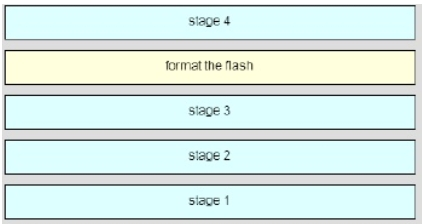 stage 4
format the flash
stage 3
stage 2
stage 1